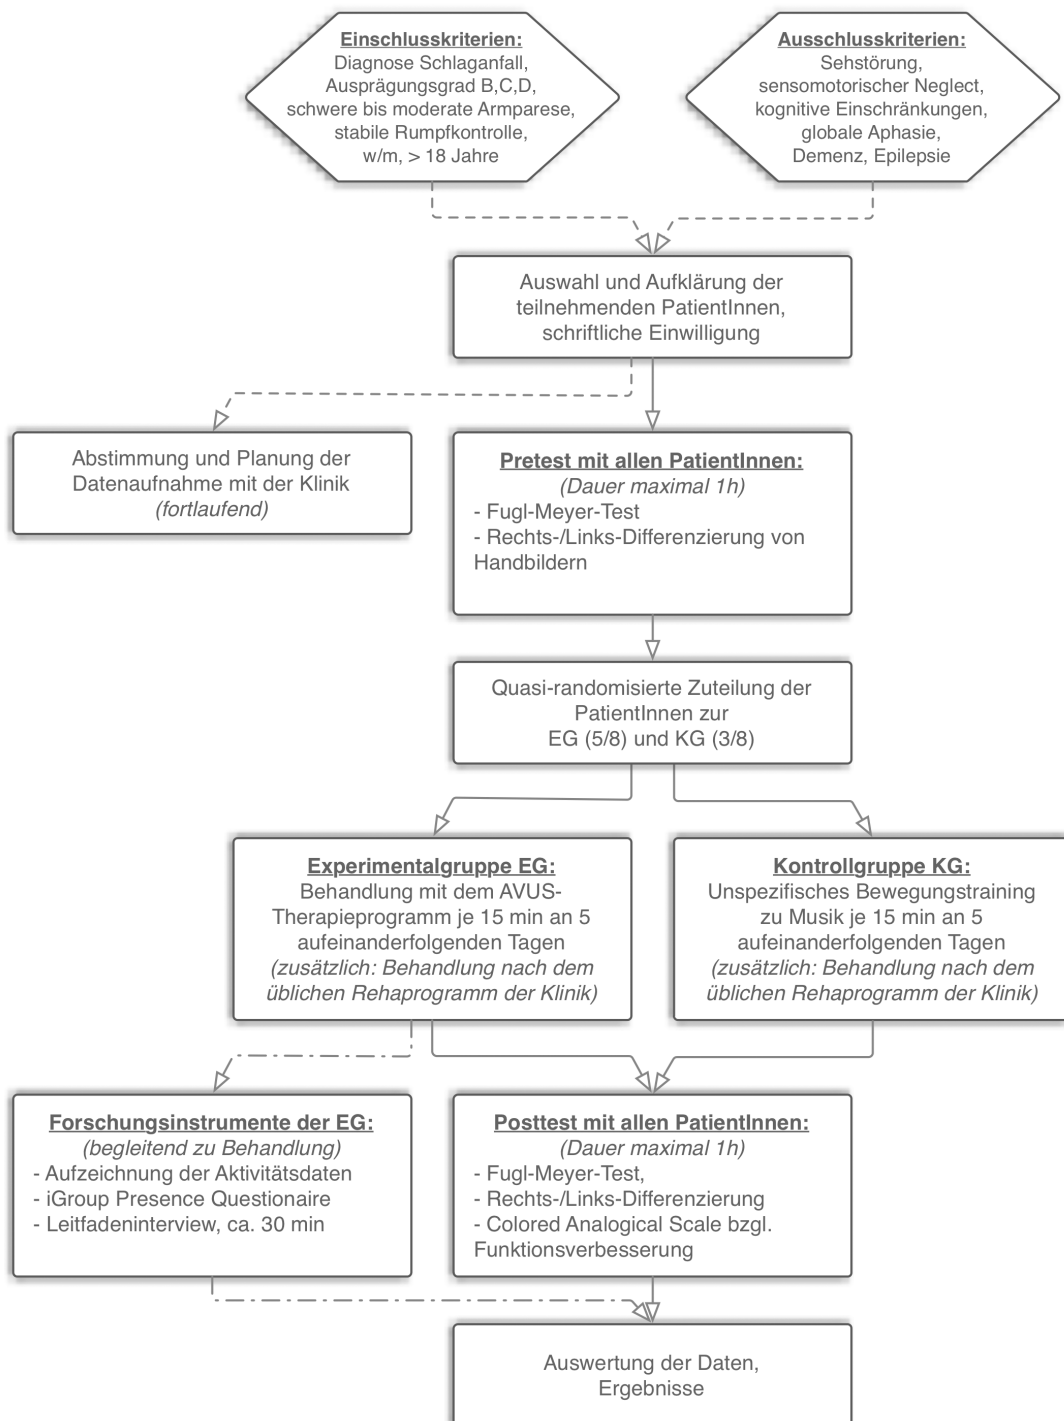 Einschlusskriterien:
Diagnose Schlaganfall,
Ausprägungsgrad B,C,D,
schwere bis moderate Armparese,
stabile Rumpfkontrolle,
w/m, > 18 Jahre
Ausschlusskriterien:
Sehstörung,
sensomotorischer Neglect,
kognitive Einschränkungen,
globale Aphasie,
Demenz, Epilepsie
Auswahl und Aufklärung der
teilnehmenden PatientInnen,
schriftliche Einwilligung
Abstimmung und Planung der
Datenaufnahme mit der Klinik
(fortlaufend)
Pretest mit allen PatientInnen:
(Dauer maximal 1h)
- Fugl-Meyer-Test
- Rechts-/Links-Differenzierung von
Handbildern
Quasi-randomisierte Zuteilung der
PatientInnen zur
EG (5/8) und KG (3/8)
Experimentalgruppe EG:
Behandlung mit dem AVUS-
Therapieprogramm je 15 min an 5
aufeinanderfolgenden Tagen
(zusätzlich: Behandlung nach dem
üblichen Rehaprogramm der Klinik)
Kontrollgruppe KG:
Unspezifisches Bewegungstraining
zu Musik je 15 min an 5
aufeinanderfolgenden Tagen
(zusätzlich: Behandlung nach dem
üblichen Rehaprogramm der Klinik)
Forschungsinstrumente der EG:
(begleitend zu Behandlung)
- Aufzeichnung der Aktivitätsdaten
- iGroup Presence Questionaire
- Leitfadeninterview, ca. 30 min
Posttest mit allen PatientInnen:
(Dauer maximal 1h)
- Fugl-Meyer-Test,
- Rechts-/Links-Differenzierung
- Colored Analogical Scale bzgl.
Funktionsverbesserung
Auswertung der Daten,
Ergebnisse